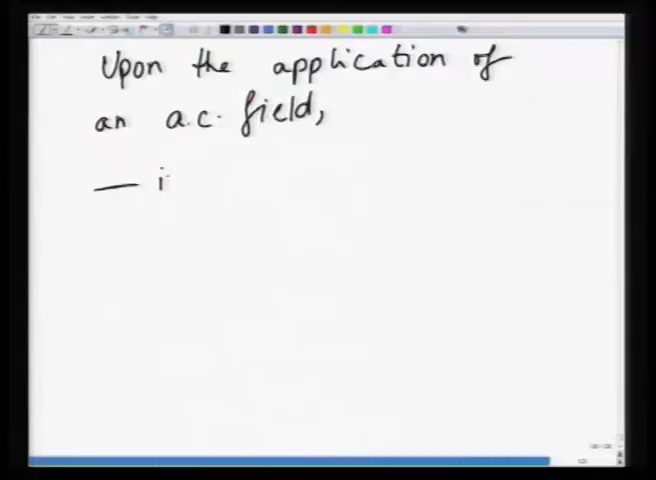 Upon the application of
an a.c. field,
— i